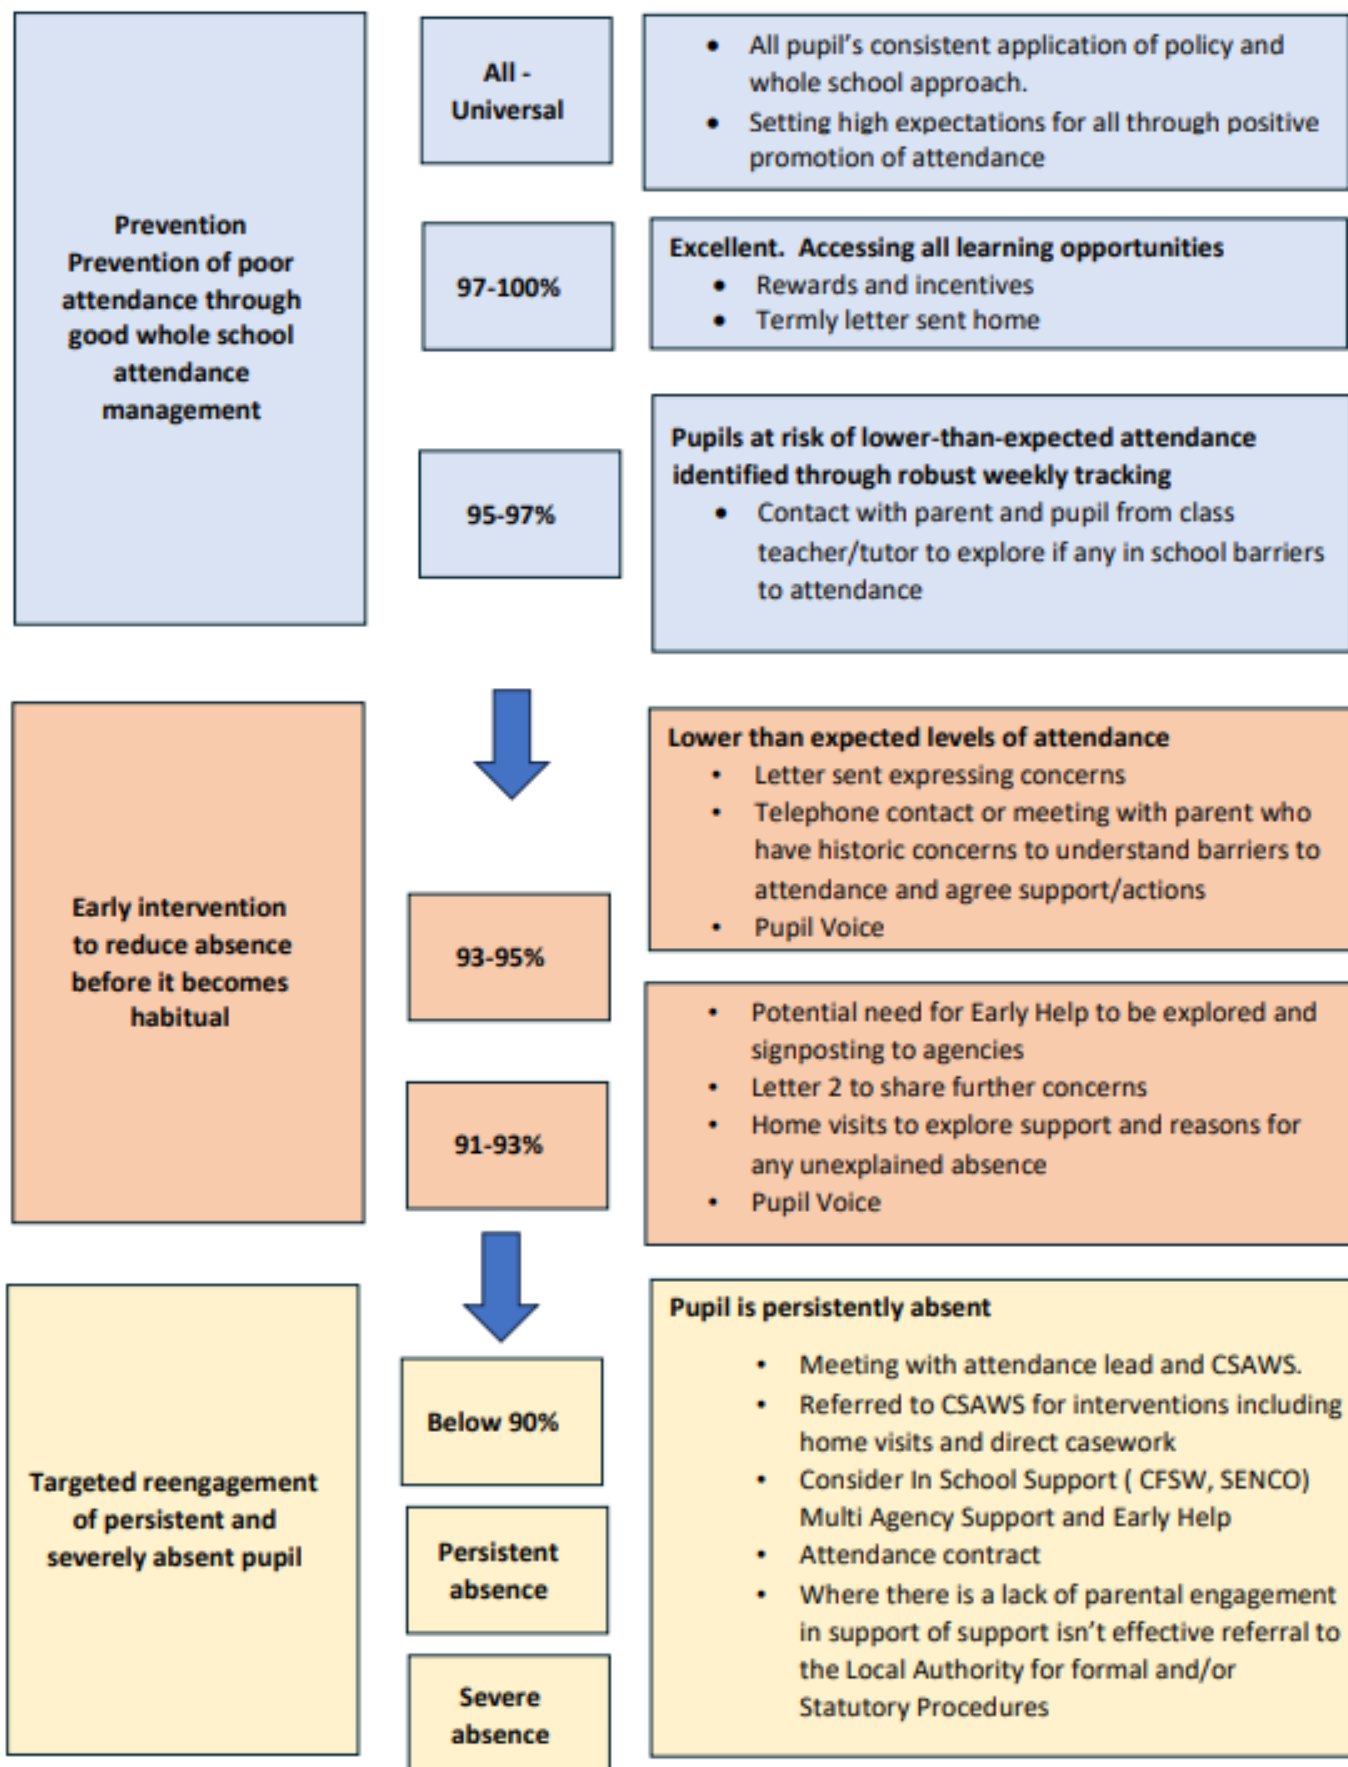 Prevention
Prevention of poor
attendance through
good whole school
attendance
management
All -
Universal
• All pupil's consistent application of policy and
whole school approach.
• Setting high expectations for all through positive
promotion of attendance
97-100%
Excellent.  Accessing all learning opportunities
• Rewards and incentives
• Termly letter sent home
95-97%
Pupils at risk of lower-than-expected attendance
identified through robust weekly tracking
• Contact with parent and pupil from class
teacher/tutor to explore if any in school barriers
to attendance
Early intervention
to reduce absence
before it becomes
habitual
93-95%
Lower than expected levels of attendance
• Letter sent expressing concerns
• Telephone contact or meeting with parent who
have historic concerns to understand barriers to
attendance and agree support/actions
• Pupil Voice
91-93%
• Potential need for Early Help to be explored and
signposting to agencies
• Letter 2 to share further concerns
• Home visits to explore support and reasons for
any unexplained absence
• Pupil Voice
Targeted reengagement
of persistent and
severely absent pupil
Below 90%
Persistent
absence
Severe
absence
Pupil is persistently absent
• Meeting with attendance lead and CSAWS.
• Referred to CSAWS for interventions including
home visits and direct casework
• Consider In School Support ( CFSW, SENCO)
Multi Agency Support and Early Help
• Attendance contract
• Where there is a lack of parental engagement
in support of support isn't effective referral to
the Local Authority for formal and/or
Statutory Procedures